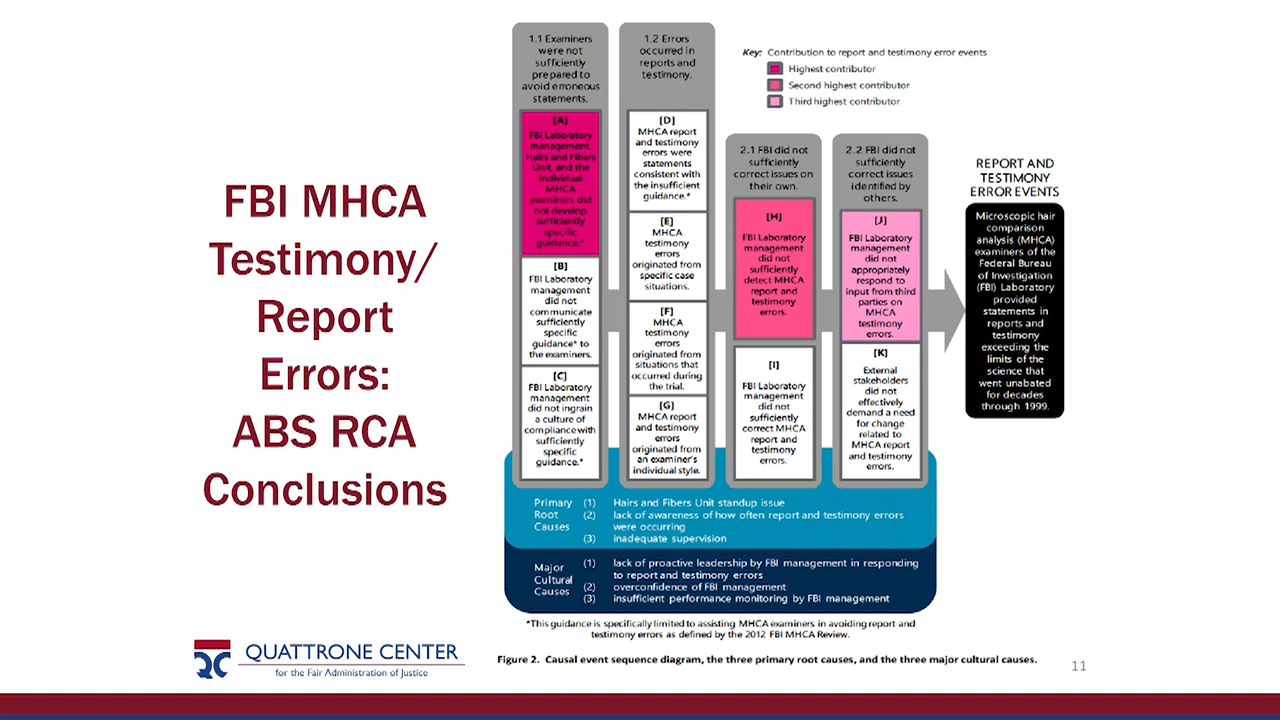 FBI MHCA
Testimony/
Report
Errors:
ABS RCA
Conclusions
1.1 Examiners
were not
sufficiently
prepared to
avoid erroneous
statements.
[A]
FBI Laboratory
management,
Hairs and Fibers
Unit, and the
individual
MHCA
examiners did
not develop
sufficiently
specific
guidance.*
[B]
FBI Laboratory
management
did not
communicate
sufficiently
specific
guidance* to
the examiners.
[C]
FBI Laboratory
management
did not ingrain
a culture of
compliance with
sufficiently
specific
guidance.*
1.2 Errors
occurred in
reports and
testimony.
[D]
MHCA report
and testimony
errors were
statements
consistent with
the insufficient
guidance.*
[E]
MHCA
testimony
errors
originated from
specific case
situations.
[F]
MHCA
testimony
errors
originated from
situations that
occurred during
the trial.
[G]
MHCA report
and testimony
errors
originated from
an examiner's
individual style.
Key: Contribution to report and testimony error events
Highest contributor
Second highest contributor
Third highest contributor
2.1 FBI did not
sufficiently
correct issues on
their own.
[H]
FBI Laboratory
management
did not
sufficiently
detect MHCA
report and
testimony
errors.
[I]
FBI Laboratory
management
did not
sufficiently
correct MHCA
report and
testimony
errors.
2.2 FBI did not
sufficiently
correct issues
identified by
others.
[J]
FBI Laboratory
management
did not
appropriately
respond to
input from third
parties on
MHCA
testimony
errors.
[K]
External
stakeholders
did not
effectively
demand a need
for change
related to
MHCA report
and testimony
errors.
REPORT AND
TESTIMONY
ERROR EVENTS
Microscopic hair
comparison
analysis (MHCA)
examiners of the
Federal Bureau
of Investigation
(FBI) Laboratory
provided
statements in
reports and
testimony
exceeding the
limits of the
science that
went unabated
for decades
through 1999.
Primary (1) Hairs and Fibers Unit standup issue
Root (2) lack of awareness of how often report and testimony errors
Causes were occurring
(3) inadequate supervision
Major (1) lack of proactive leadership by FBI management in responding
Cultural to report and testimony errors
Causes (2) overconfidence of FBI management
(3) insufficient performance monitoring by FBI management
*This guidance is specifically limited to assisting MHCA examiners in avoiding report and
testimony errors as defined by the 2012 FBI MHCA Review.
Figure 2. Causal event sequence diagram, the three primary root causes, and the three major cultural causes.
QUATTRONE CENTER
for the Fair Administration of Justice
11